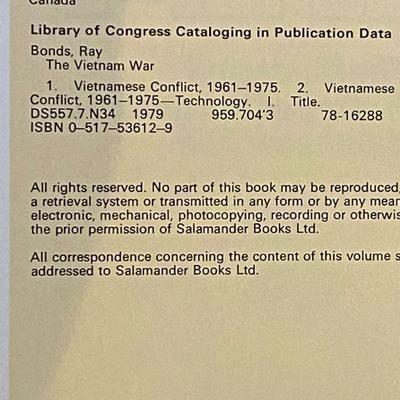 Canada
Library of Congress Cataloging in Publication Data
Bonds, Ray
The Vietnam War
1. Vietnamese Conflict, 1961–1975. 2. Vietnamese
Conflict, 1961–1975—Technology. I. Title.
DS557.7.N34 1979 959.704'3 78-16288
ISBN 0–517–53612–9
All rights reserved. No part of this book may be reproduced,
a retrieval system or transmitted in any form or by any mean
electronic, mechanical, photocopying, recording or otherwis
the prior permission of Salamander Books Ltd.
All correspondence concerning the content of this volume s
addressed to Salamander Books Ltd.